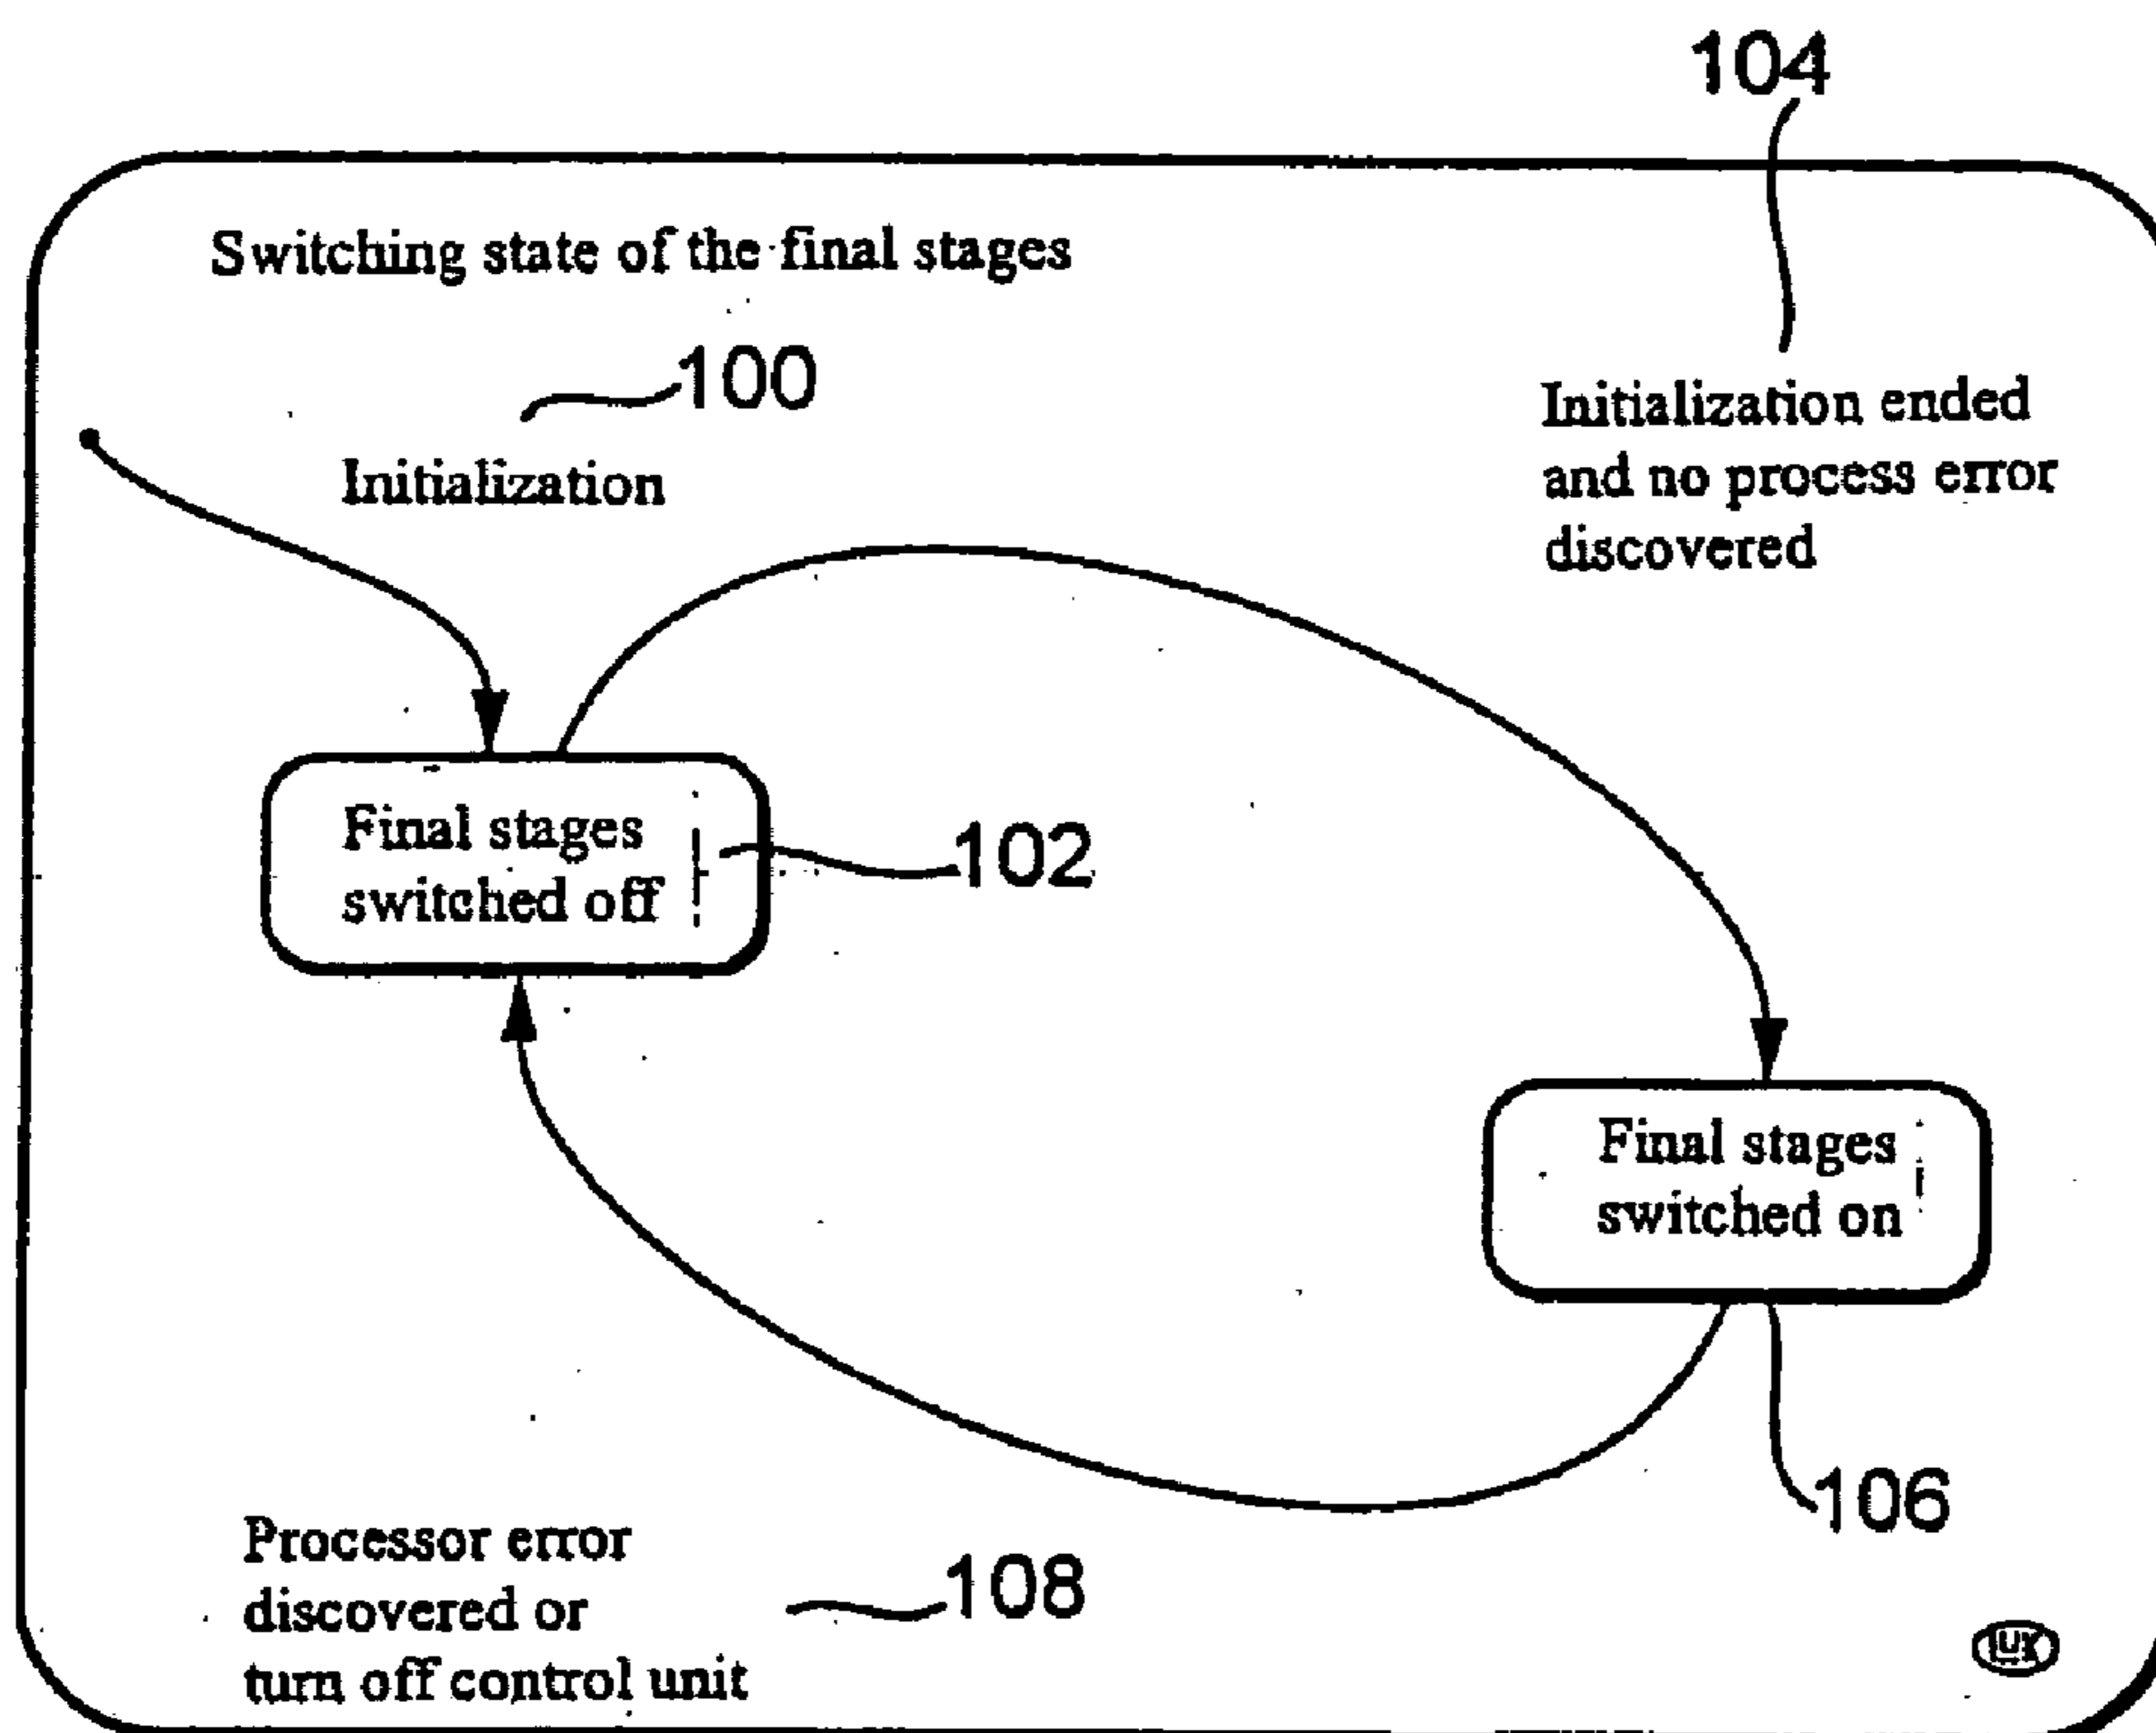 104
Switching state of the final stages
100
Initialization
Initialization ended
and no process error
discovered
Final stages
switched off
102
Final stages
switched on
106
Processor error
discovered or
turn off control unit
108